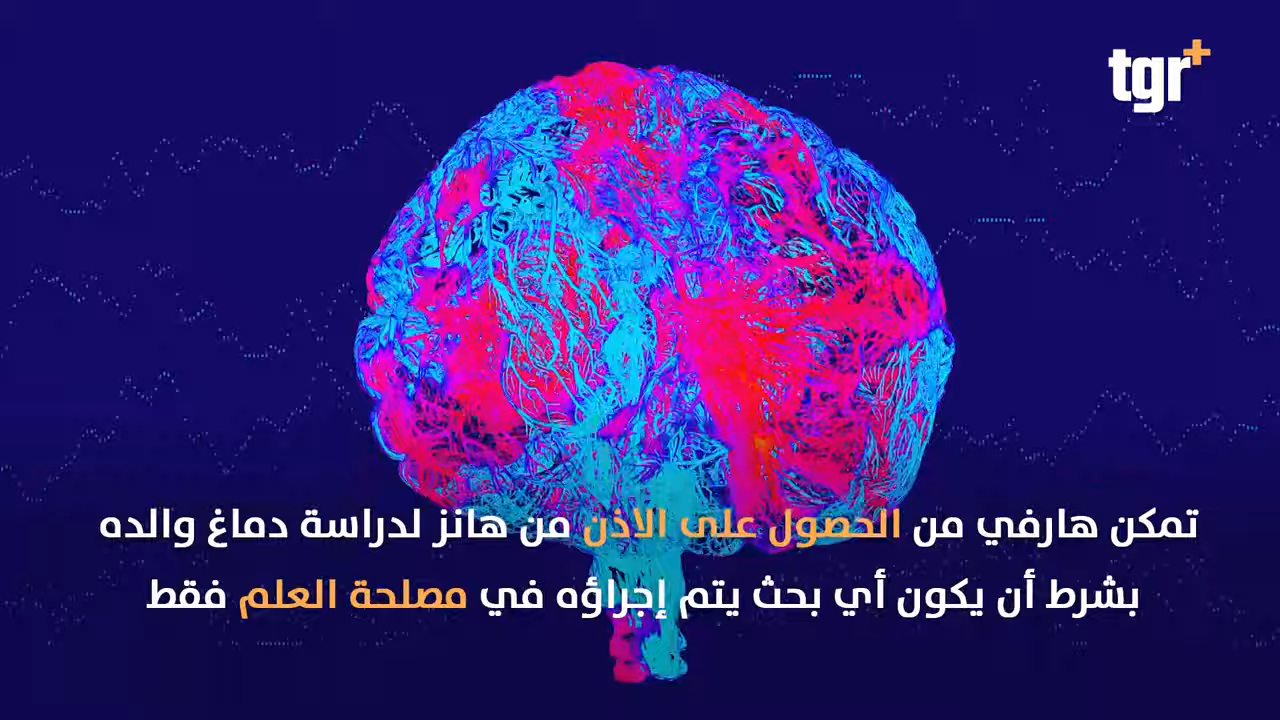 tgr+
تمكن هارفي من الحصول على الاذن من هانز لدراسة دماغ والده
بشرط أن يكون أي بحث يتم إجراؤه في مصلحة العلم فقط